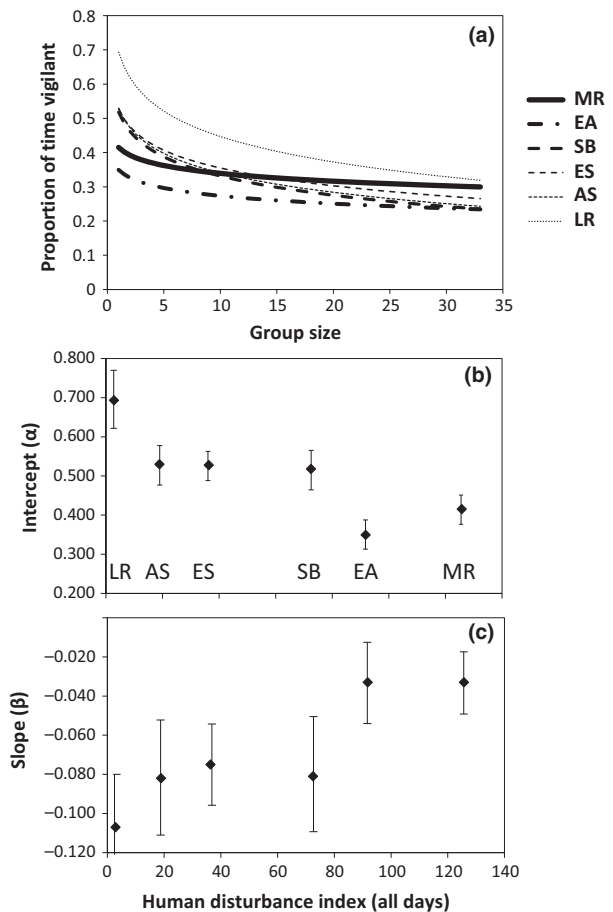 (a)
0.8
0.7
0.6
0.5
0.4
0.3
0.2
0.1
0
Proportion of time vigilant
0 5 10 15 20 25 30 35
Group size
MR
EA
SB
ES
AS
LR
(b)
0.800
0.700
0.600
0.500
0.400
0.300
0.200
Intercept (α)
LR AS ES SB EA MR
(c)
−0.020
−0.040
−0.060
−0.080
−0.100
−0.120
Slope (β)
0 20 40 60 80 100 120 140
Human disturbance index (all days)